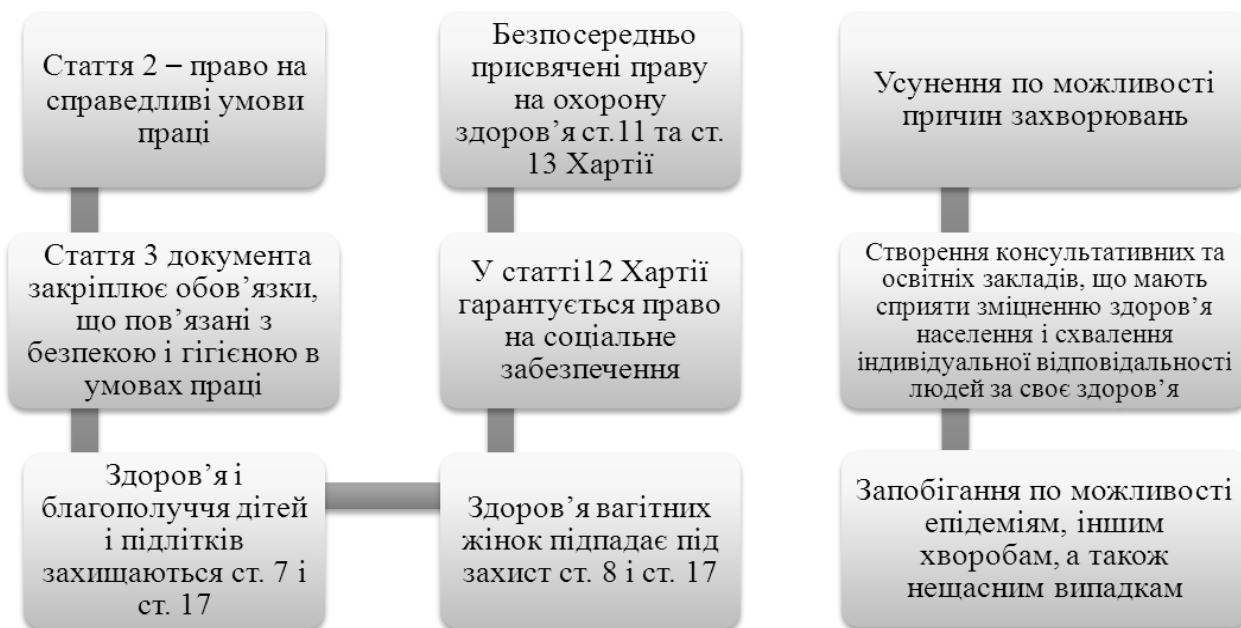 Стаття 2 – право на
справедливі умови
праці
Стаття 3 документа
закріплює обов’язки,
що пов’язані з
безпекою і гігієною в
умовах праці
Здоров’я і
благополуччя дітей
і підлітків
захищаються ст. 7 і
ст. 17
Здоров’я вагітних
жінок підпадає під
захист ст. 8 і ст. 17
У статті12 Хартії
гарантується право
на соціальне
забезпечення
Безпосередньо
присвячені праву
на охорону
здоров’я ст.11 та ст.
13 Хартії
Усунення по можливості
причин захворювань
Створення консультативних та
освітніх закладів, що мають
сприяти зміцненню здоров’я
населення і схвалення
індивідуальної відповідальності
людей за своє здоров’я
Запобігання по можливості
епідеміям, іншим
хворобам, а також
нещасним випадкам